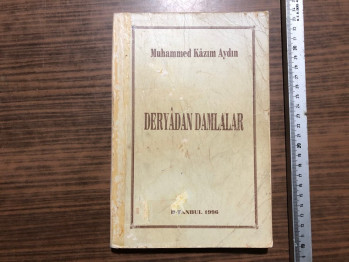 Muhammed Kâzım Aydın
DERYÂDAN DAMLALAR
İSTANBUL 1996